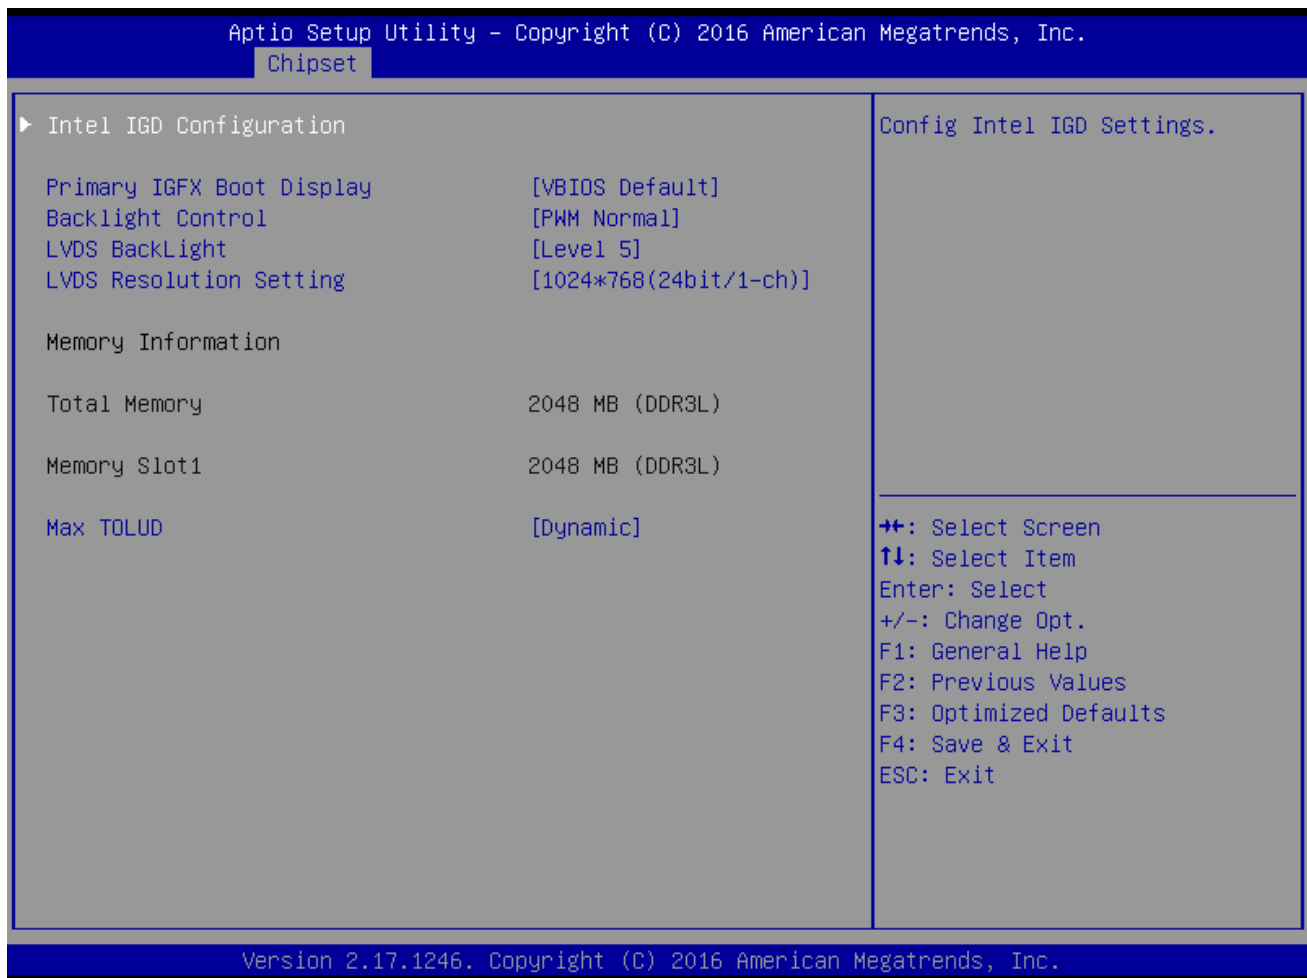 Aptio Setup Utility – Copyright (C) 2016 American Megatrends, Inc.
Chipset
▶ Intel IGD Configuration
Primary IGFX Boot Display [VBIOS Default]
Backlight Control [PWM Normal]
LVDS BackLight [Level 5]
LVDS Resolution Setting [1024*768(24bit/1-ch)]
Memory Information
Total Memory 2048 MB (DDR3L)
Memory Slot1 2048 MB (DDR3L)
Max TOLUD [Dynamic]
Config Intel IGD Settings.
→←: Select Screen
↑↓: Select Item
Enter: Select
+/-: Change Opt.
F1: General Help
F2: Previous Values
F3: Optimized Defaults
F4: Save & Exit
ESC: Exit
Version 2.17.1246. Copyright (C) 2016 American Megatrends, Inc.